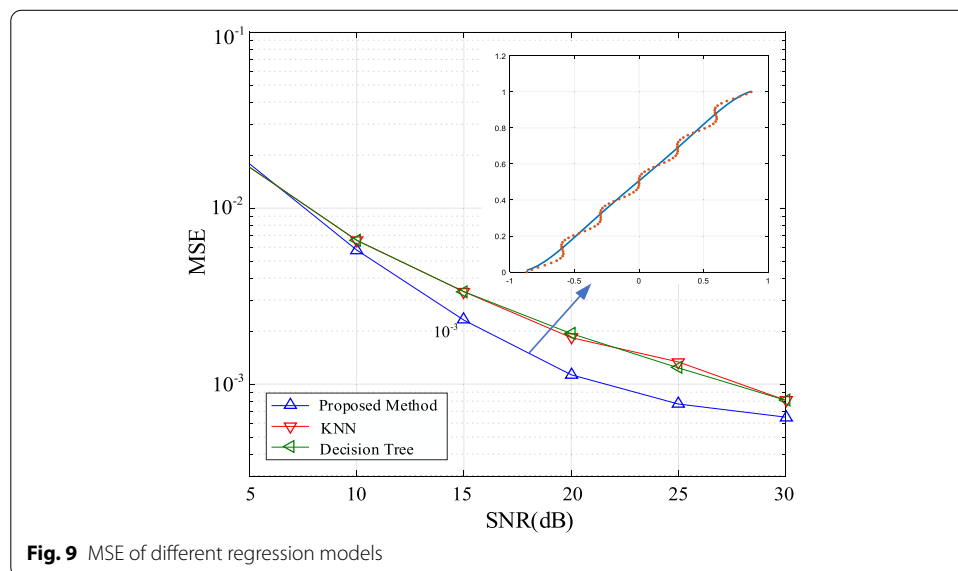 10-1
10-2
10-3
MSE
1.2
1
0.8
0.6
0.4
0.2
0
-1 -0.5 0 0.5 1
10-3
Proposed Method
KNN
Decision Tree
5 10 15 20 25 30
SNR(dB)
Fig. 9 MSE of different regression models